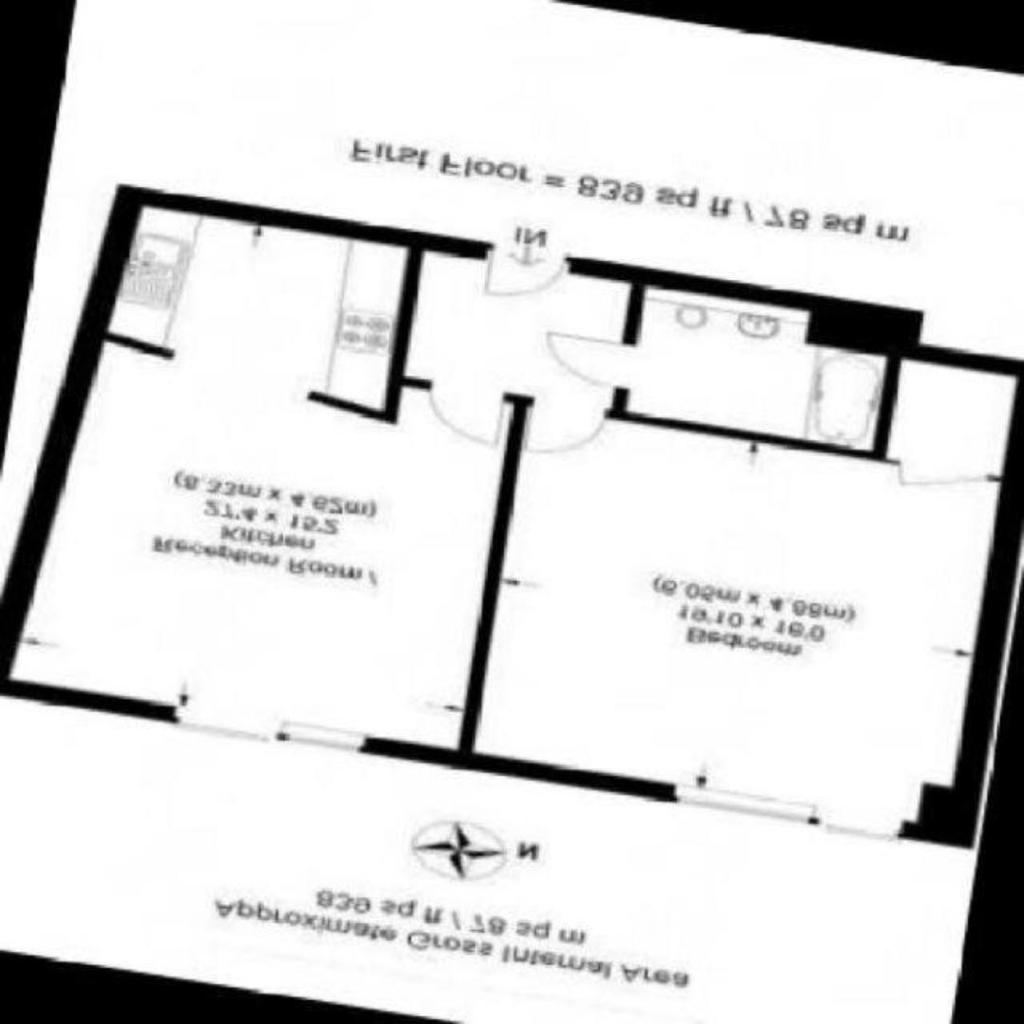 Approximate Gross Internal Area
839 sq ft / 78 sq m
N
Reception Room /
Kitchen
27'4 x 15'2
(8.33m x 4.62m)
Bedroom
19'10 x 16'0
(6.05m x 4.88m)
IN
First Floor = 839 sq ft / 78 sq m